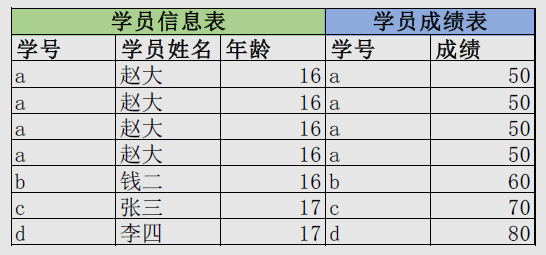 学员信息表 学员成绩表
学号 学员姓名 年龄 学号 成绩
a 赵大 16 a 50
a 赵大 16 a 50
a 赵大 16 a 50
a 赵大 16 a 50
b 钱二 16 b 60
c 张三 17 c 70
d 李四 17 d 80